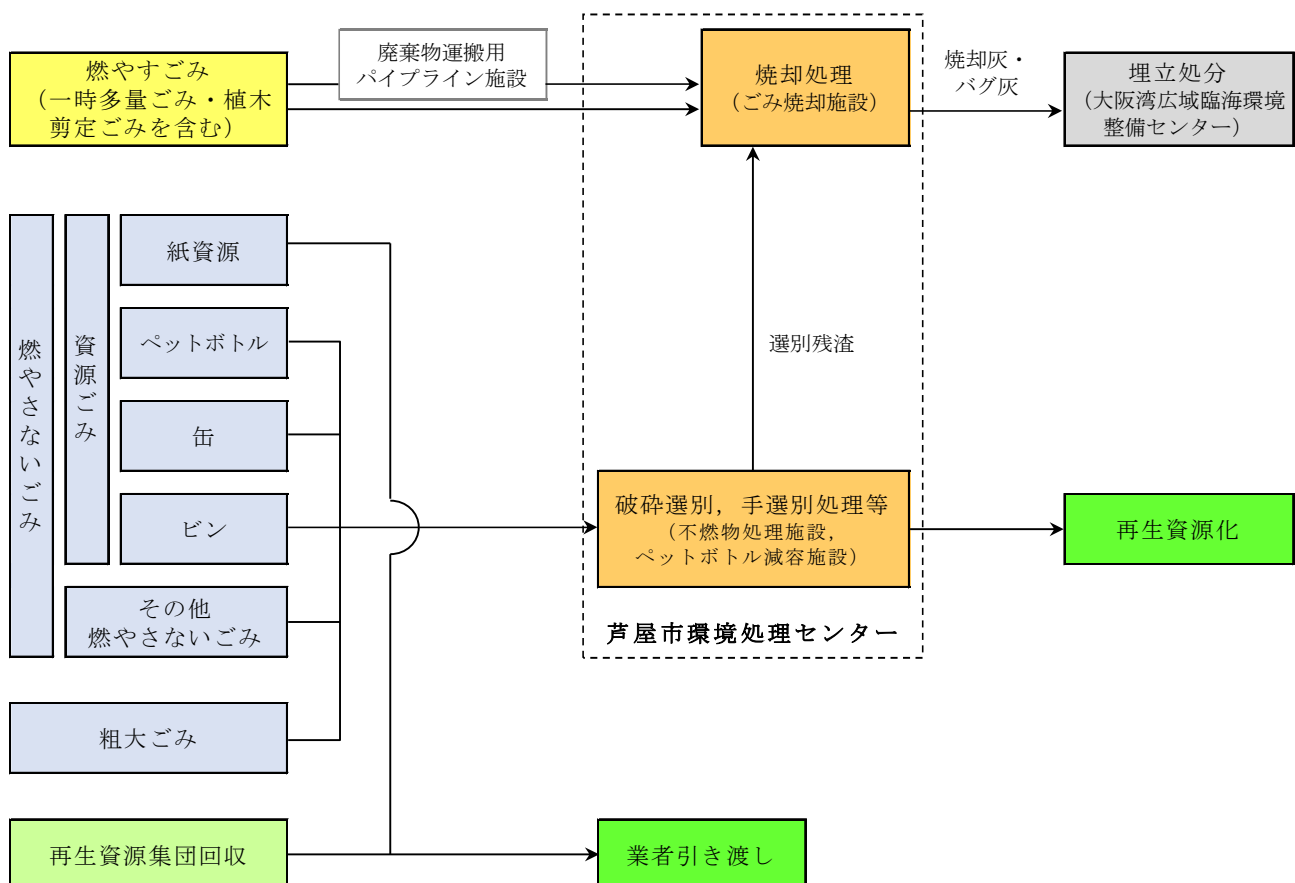 燃やすごみ
（一時多量ごみ・植木
剪定ごみを含む）
廃棄物運搬用
パイプライン施設
焼却処理
（ごみ焼却施設）
焼却灰・
バグ灰
埋立処分
（大阪湾広域臨海環境
整備センター）
燃やさないごみ
資源ごみ
紙資源
ペットボトル
缶
ビン
その他
燃やさないごみ
粗大ごみ
選別残渣
破砕選別，手選別処理等
（不燃物処理施設，
ペットボトル減容施設）
芦屋市環境処理センター
再生資源化
再生資源集団回収
業者引き渡し